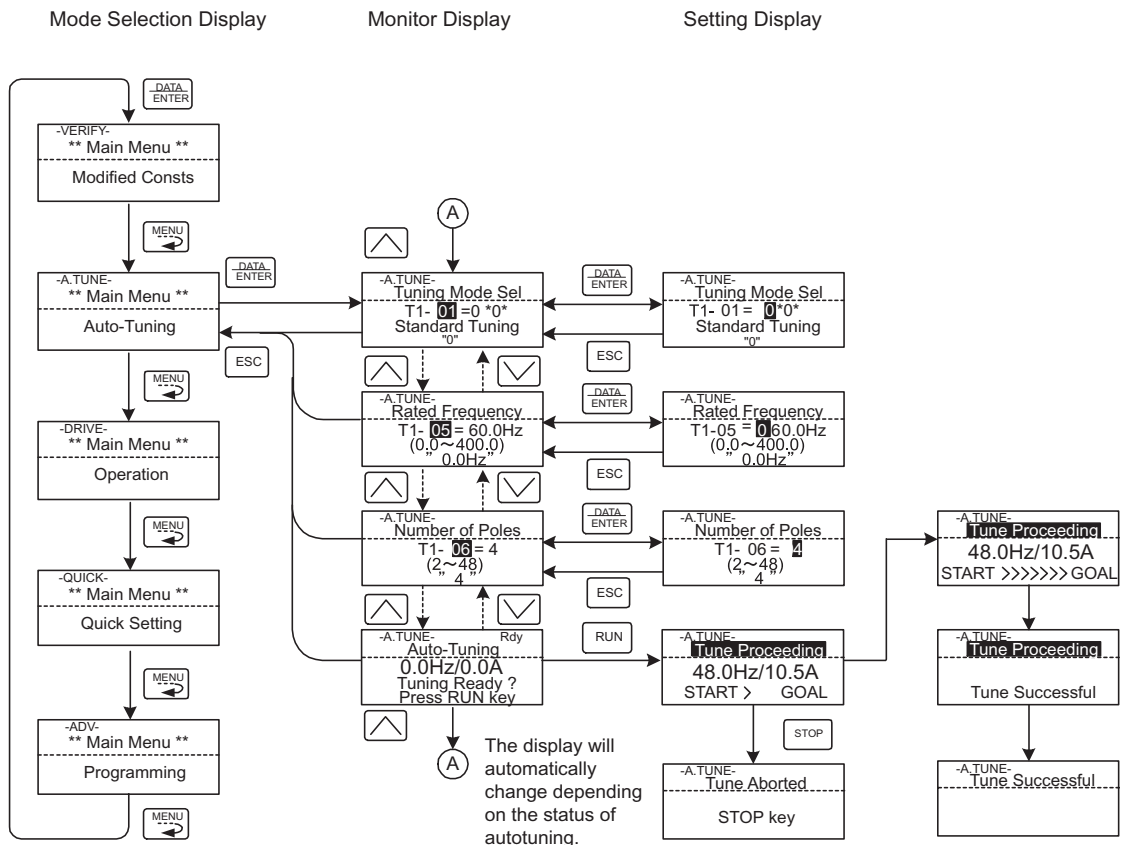 Mode Selection Display
Monitor Display
Setting Display
DATA
ENTER
-VERIFY-
** Main Menu **
Modified Consts
MENU
-A.TUNE-
** Main Menu **
Auto-Tuning
DATA
ENTER
ESC
MENU
-DRIVE-
** Main Menu **
Operation
MENU
-QUICK-
** Main Menu **
Quick Setting
MENU
-ADV-
** Main Menu **
Programming
MENU
A
-A.TUNE-
Tuning Mode Sel
T1- 01 =0 *0*
Standard Tuning
"0"
DATA
ENTER
ESC
-A.TUNE-
Tuning Mode Sel
T1- 01 = 0*0*
Standard Tuning
"0"
-A.TUNE-
Rated Frequency
T1- 05 = 60.0Hz
(0.0～400.0)
” 0.0Hz”
DATA
ENTER
ESC
-A.TUNE-
Rated Frequency
T1-05 = 060.0Hz
(0.0～400.0)
” 0.0Hz”
-A.TUNE-
Number of Poles
T1- 06 = 4
(2～48)
” 4 ”
DATA
ENTER
ESC
-A.TUNE-
Number of Poles
T1- 06 = 4
(2～48)
” 4 ”
-A.TUNE- Rdy
Auto-Tuning
0.0Hz/0.0A
Tuning Ready ?
Press RUN key
RUN
-A.TUNE-
Tune Proceeding
48.0Hz/10.5A
START > GOAL
-A.TUNE-
Tune Proceeding
48.0Hz/10.5A
START >>>>>>> GOAL
-A.TUNE-
Tune Proceeding
Tune Successful
-A.TUNE-
Tune Successful
STOP
-A.TUNE-
Tune Aborted
STOP key
A
The display will
automatically
change depending
on the status of
autotuning.